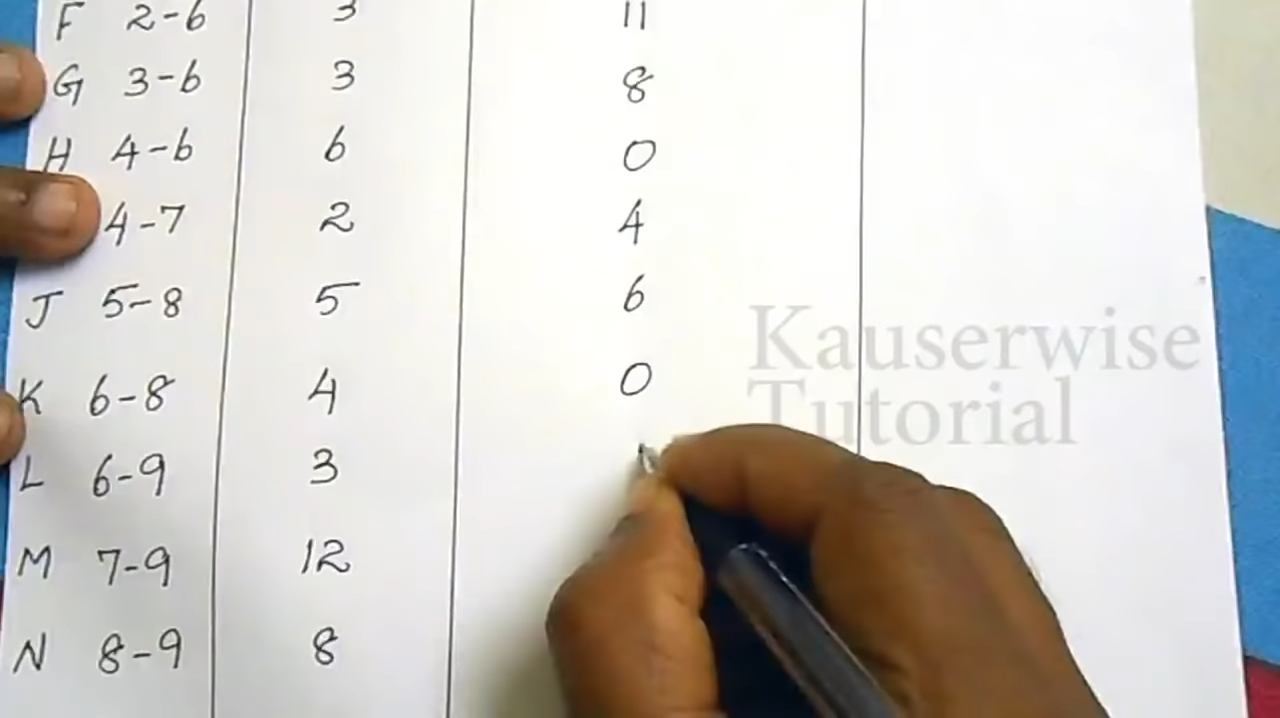 F 2-6 3 11
G 3-6 3 8
H 4-6 6 0
4-7 2 4
J 5-8 5 6
Kauserwise
K 6-8 4 0
Tutorial
L 6-9 3
M 7-9 12
N 8-9 8